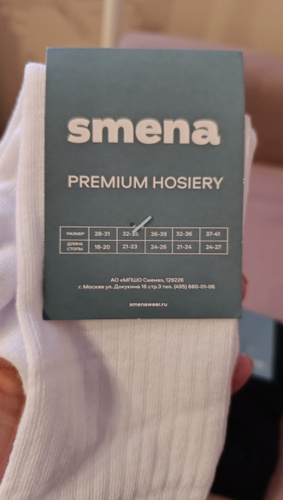 smena
PREMIUM HOSIERY
РАЗМЕР 28-31 32-35 36-39 32-36 37-41
ДЛИНА СТОПЫ 18-20 21-23 24-26 21-24 24-27
АО «МПШО Смена», 129226
г. Москва ул. Докукина 16 стр.3 тел. (495) 660-01-06
smenawear.ru